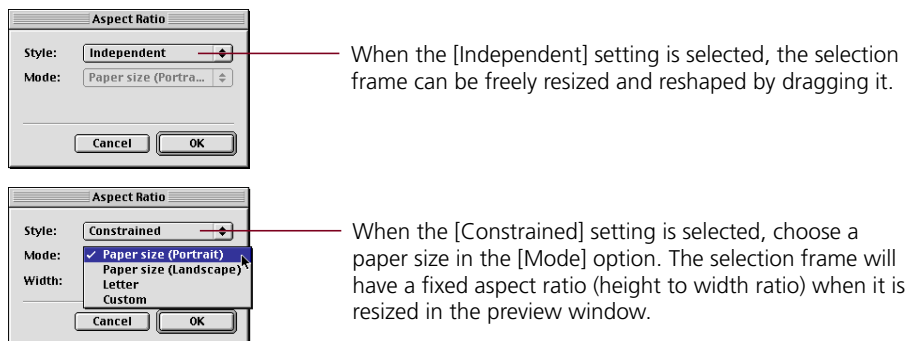 Aspect Ratio
Style: Independent
Mode: Paper size (Portra...
Cancel OK
When the [Independent] setting is selected, the selection
frame can be freely resized and reshaped by dragging it.
Aspect Ratio
Style: Constrained
Mode: ✓ Paper size (Portrait)
Paper size (Landscape)
Width: Letter
Custom
Cancel OK
When the [Constrained] setting is selected, choose a
paper size in the [Mode] option. The selection frame will
have a fixed aspect ratio (height to width ratio) when it is
resized in the preview window.